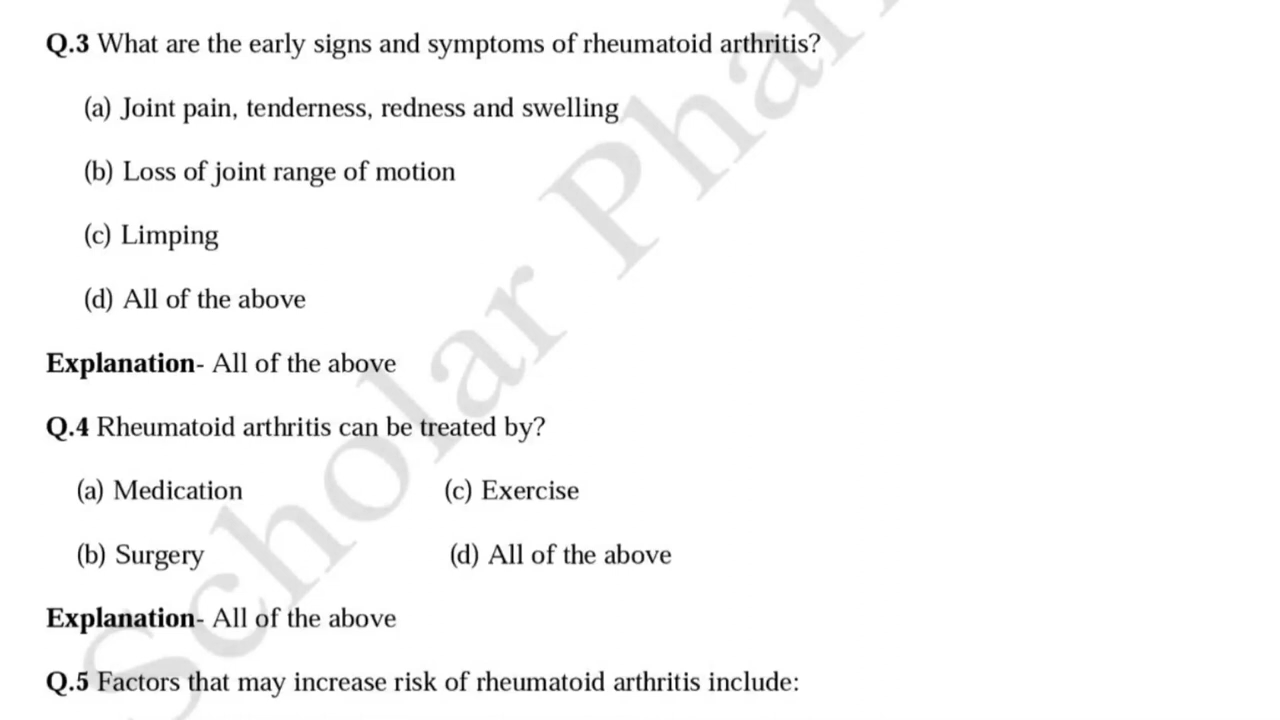 Q.3 What are the early signs and symptoms of rheumatoid arthritis?
(a) Joint pain, tenderness, redness and swelling
(b) Loss of joint range of motion
(c) Limping
(d) All of the above
Explanation- All of the above
Q.4 Rheumatoid arthritis can be treated by?
(a) Medication (c) Exercise
(b) Surgery (d) All of the above
Explanation- All of the above
Q.5 Factors that may increase risk of rheumatoid arthritis include:
Scholar Phar